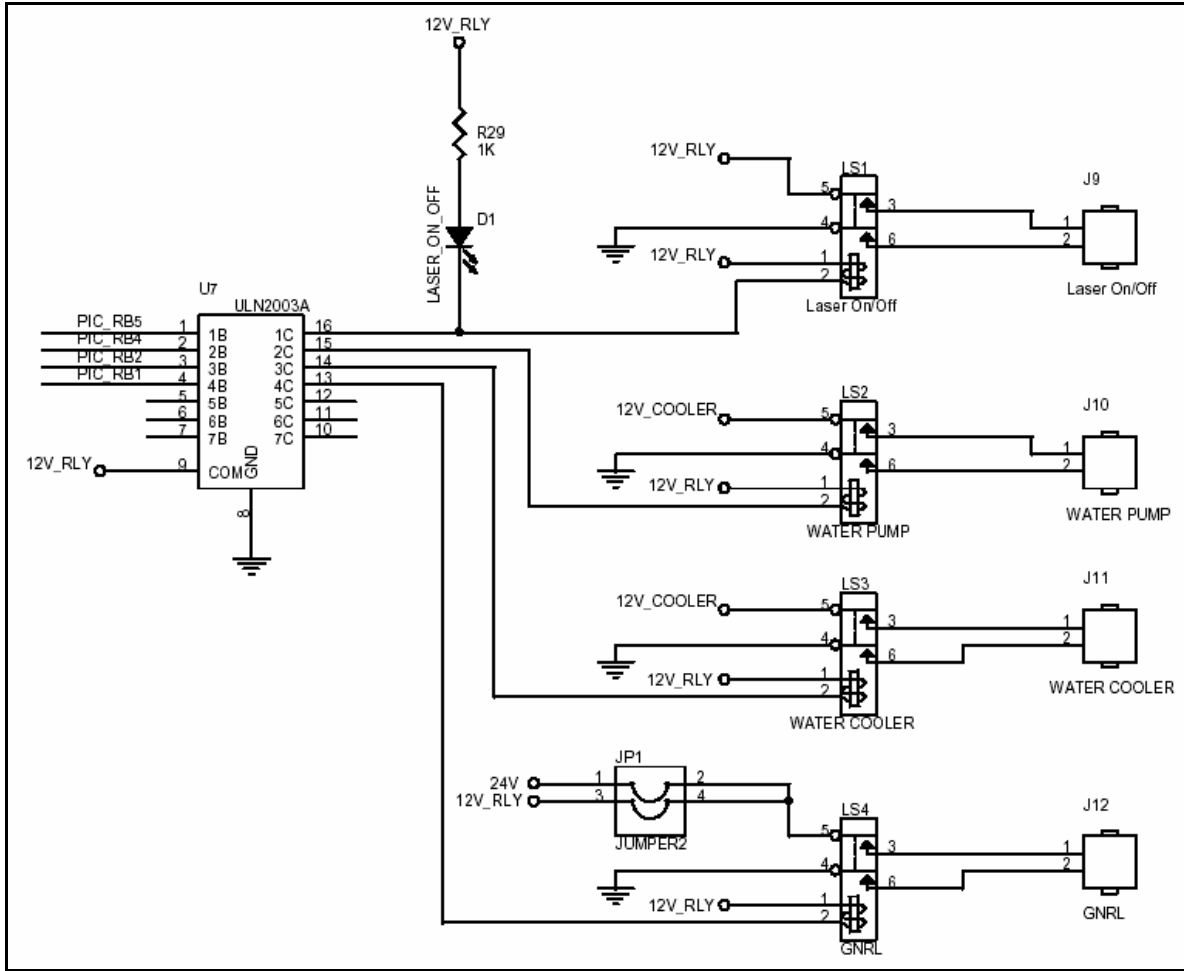 12V_RLY
R29
1K
LASER_ON_OFF
D1
U7
ULN2003A
PIC_RB5 1 1B 1C 16
PIC_RB4 2 2B 2C 15
PIC_RB2 3 3B 3C 14
PIC_RB1 4 4B 4C 13
5 5B 5C 12
6 6B 6C 11
7 7B 7C 10
12V_RLY 9 COM GND
8
LS1
12V_RLY 5
3
4
6
12V_RLY 1
2
Laser On/Off
J9
1
2
Laser On/Off
LS2
12V_COOLER 5
3
4
6
12V_RLY 1
2
WATER PUMP
J10
1
2
WATER PUMP
LS3
12V_COOLER 5
3
4
6
12V_RLY 1
2
WATER COOLER
J11
1
2
WATER COOLER
JP1
24V 1 2
12V_RLY 3 4
JUMPER2
LS4
5
3
4
6
12V_RLY 1
2
GNRL
J12
1
2
GNRL